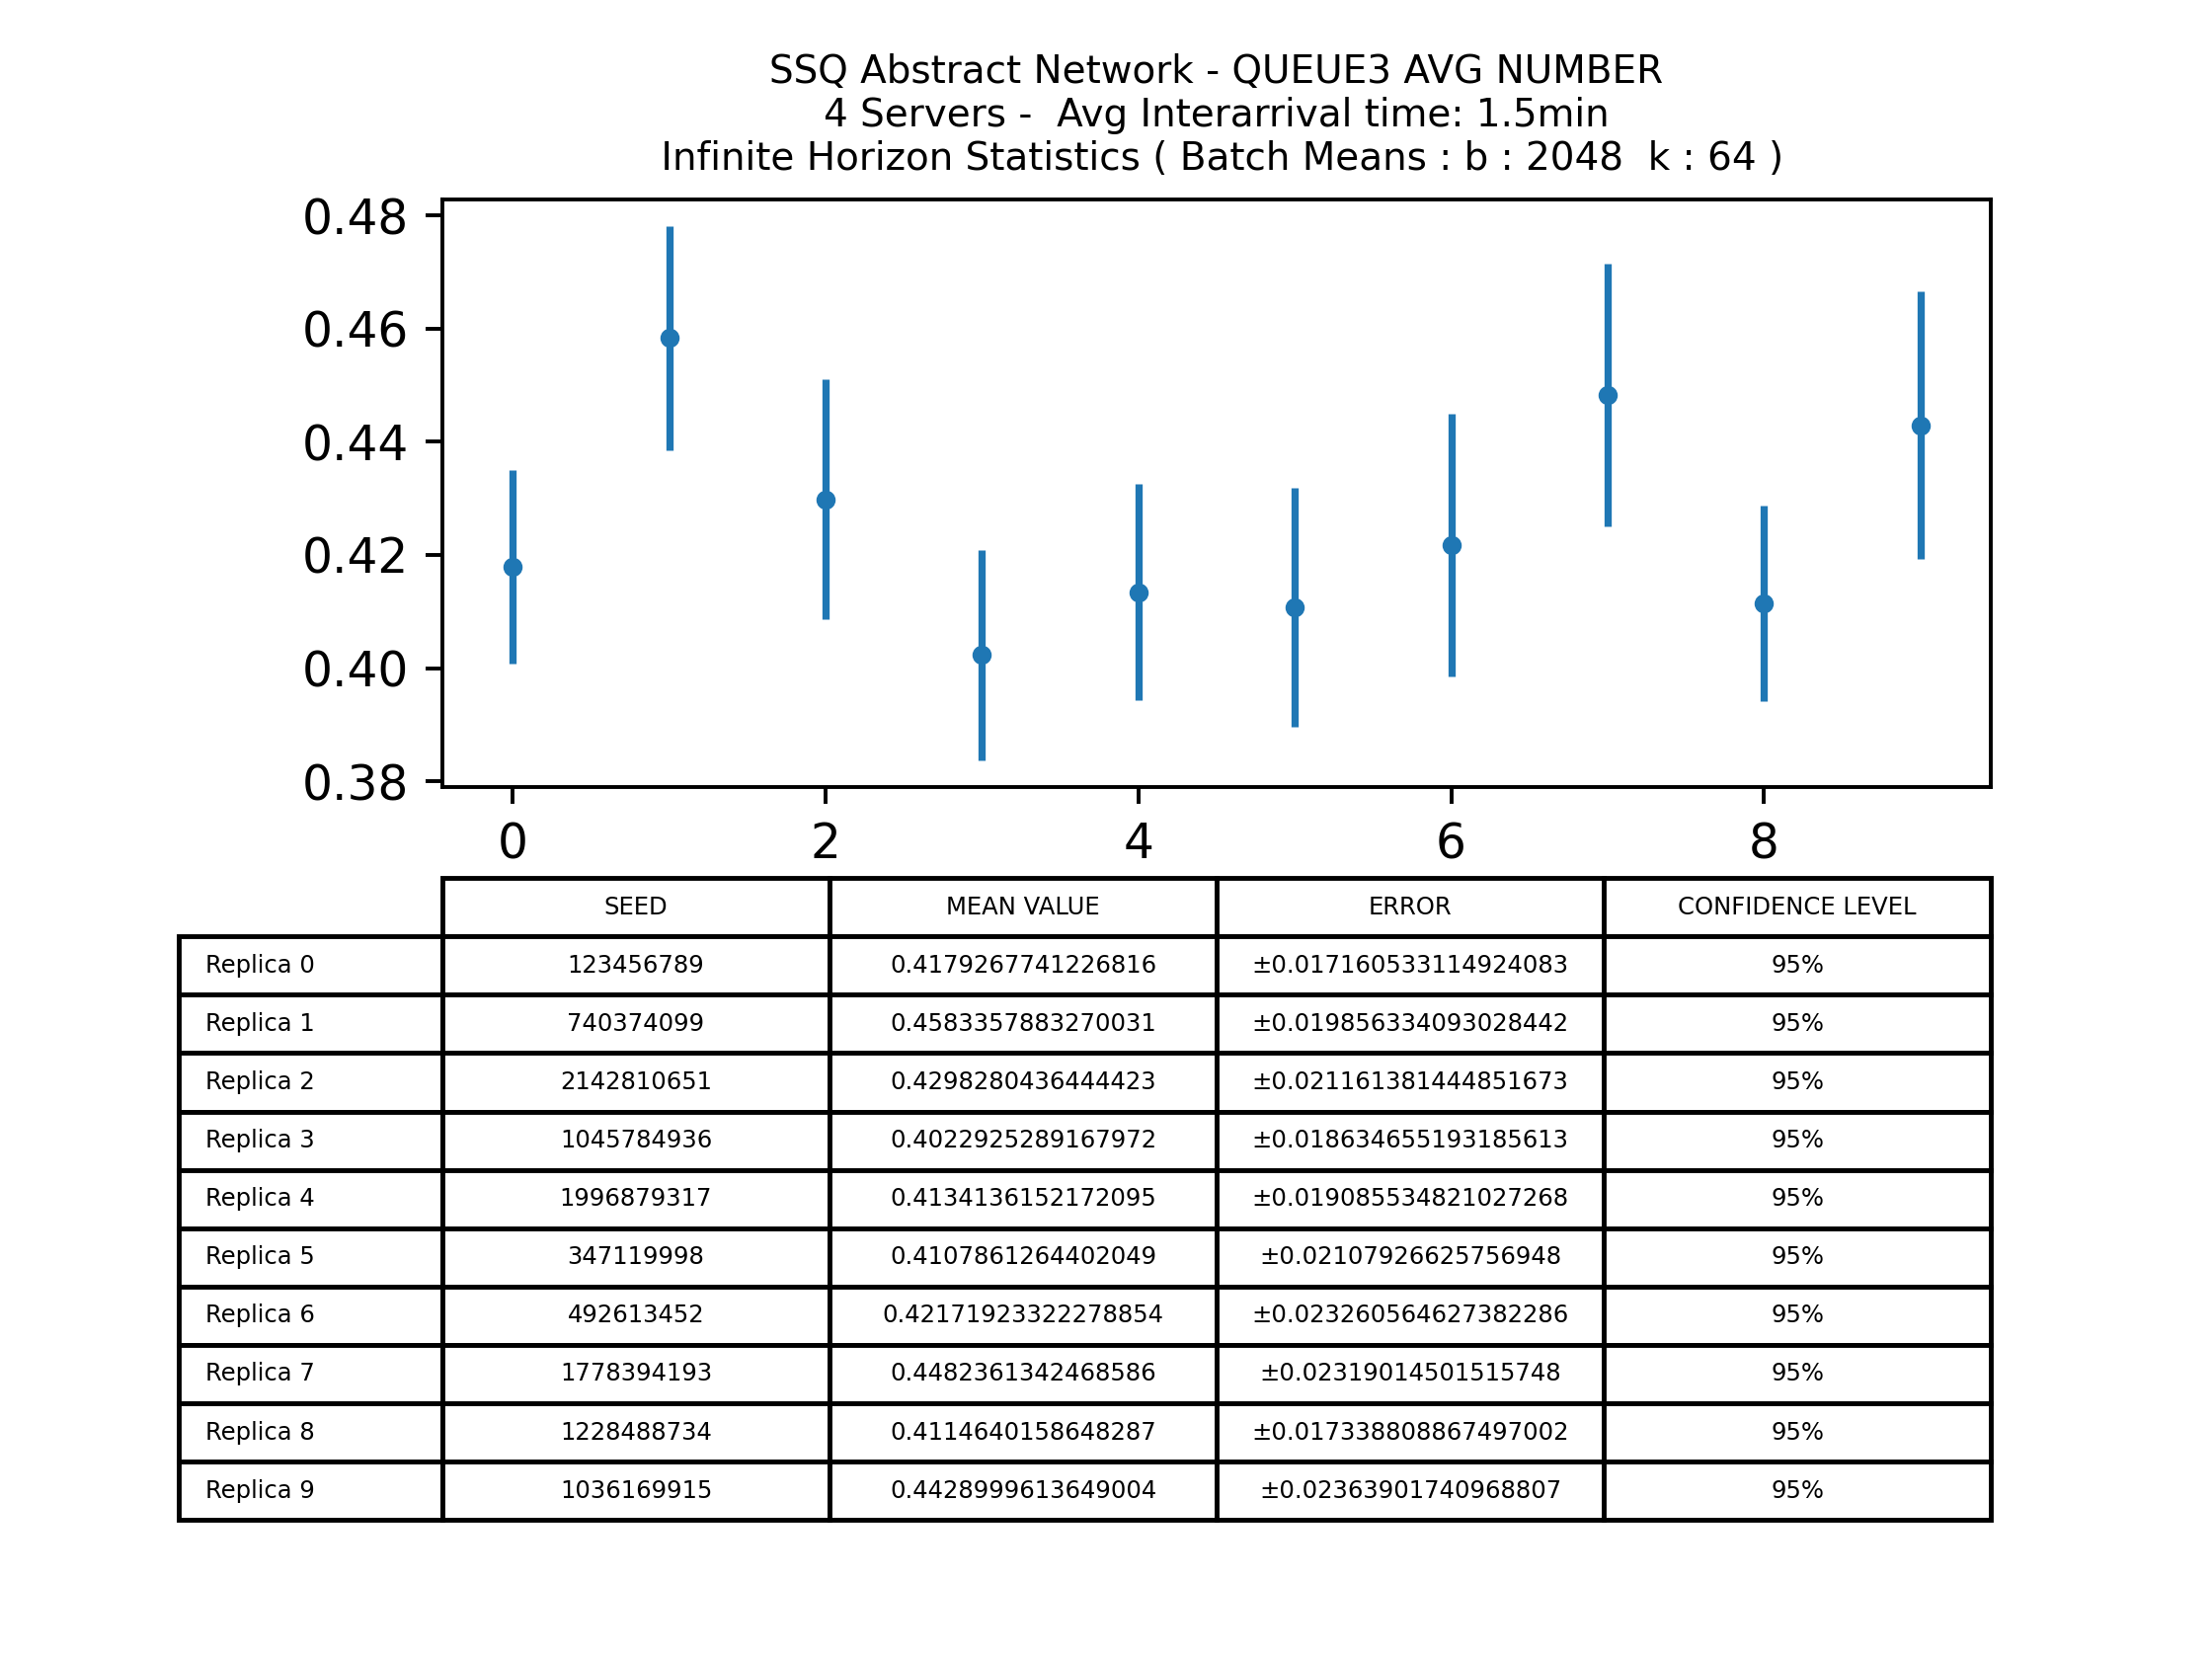 SSQ Abstract Network - QUEUE3 AVG NUMBER
4 Servers -  Avg Interarrival time: 1.5min
Infinite Horizon Statistics ( Batch Means : b : 2048  k : 64 )
0.48
0.46
0.44
0.42
0.40
0.38
0 2 4 6 8
SEED MEAN VALUE ERROR CONFIDENCE LEVEL
Replica 0 123456789 0.4179267741226816 ±0.017160533114924083 95%
Replica 1 740374099 0.4583357883270031 ±0.019856334093028442 95%
Replica 2 2142810651 0.4298280436444423 ±0.021161381444851673 95%
Replica 3 1045784936 0.4022925289167972 ±0.018634655193185613 95%
Replica 4 1996879317 0.4134136152172095 ±0.019085534821027268 95%
Replica 5 347119998 0.4107861264402049 ±0.02107926625756948 95%
Replica 6 492613452 0.42171923322278854 ±0.023260564627382286 95%
Replica 7 1778394193 0.4482361342468586 ±0.02319014501515748 95%
Replica 8 1228488734 0.4114640158648287 ±0.017338808867497002 95%
Replica 9 1036169915 0.4428999613649004 ±0.02363901740968807 95%